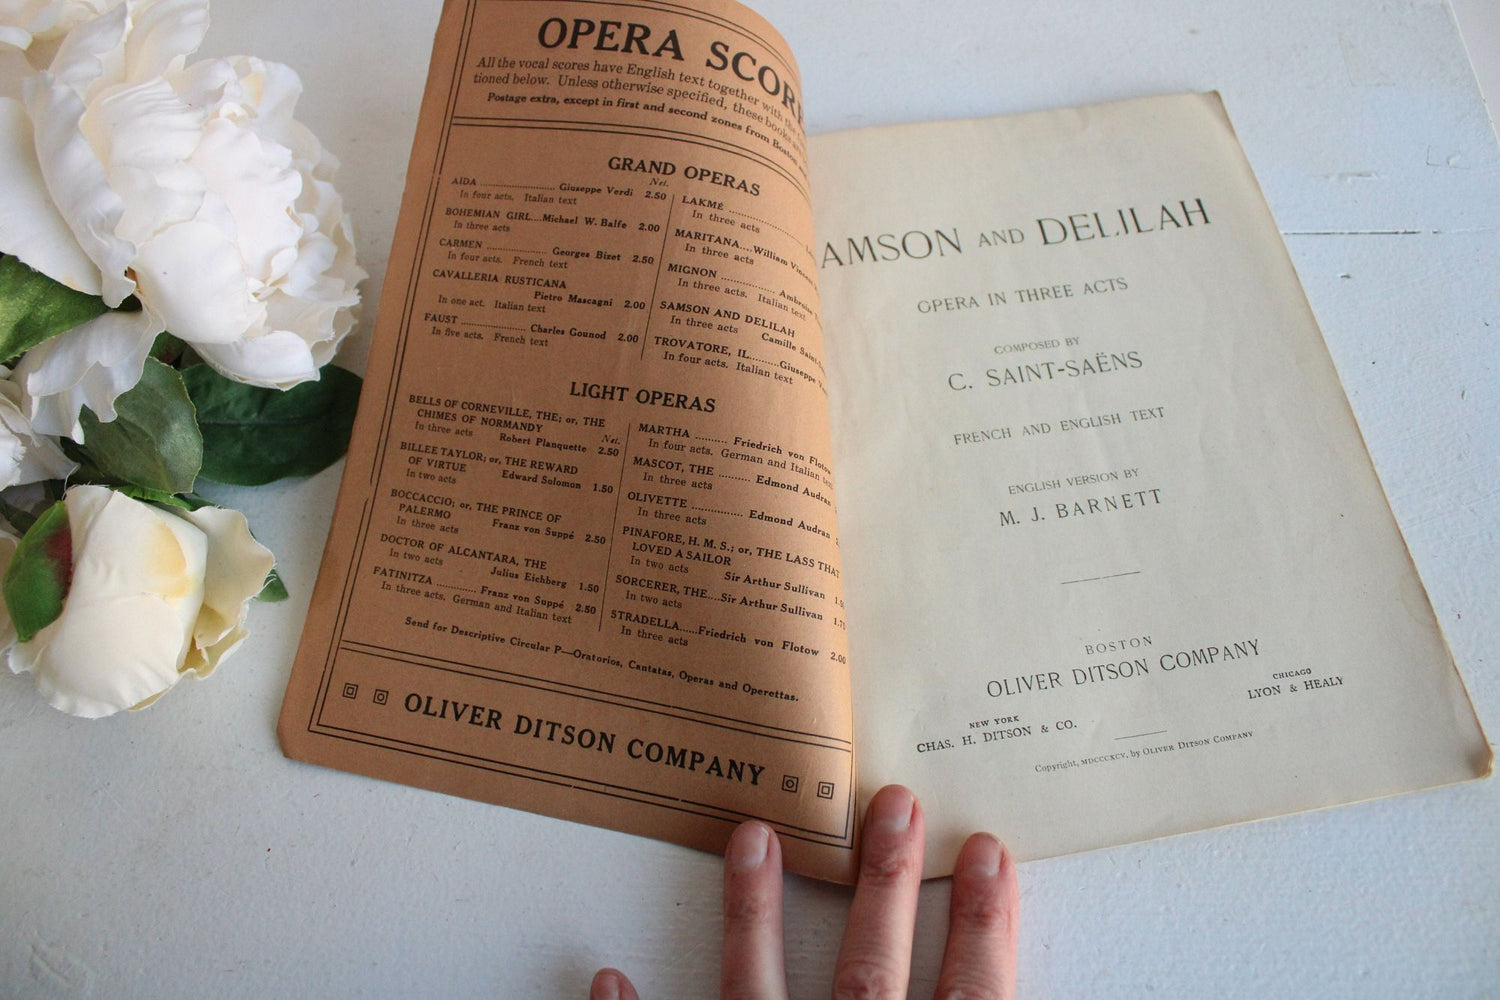 OPERA SCOR
All the vocal scores have English text together with the
tioned below. Unless otherwise specified, these books
Postage extra, except in first and second zones from Boston
GRAND OPERAS
Net.
AIDA .......... Giuseppe Verdi 2.50
In four acts. Italian text
BOHEMIAN GIRL...Michael W. Balfe 2.00
In three acts
CARMEN .......... Georges Bizet 2.50
In four acts. French text
CAVALLERIA RUSTICANA
Pietro Mascagni 2.00
In one act. Italian text
FAUST .......... Charles Gounod 2.00
In five acts. French text
LAKMÉ ..........
In three acts
MARITANA....William Vincent
In three acts
MIGNON ..........Ambroise
In three acts. Italian text
SAMSON AND DELILAH
In three acts Camille Saint-
TROVATORE, IL..........Giuseppe
In four acts. Italian text
LIGHT OPERAS
BELLS OF CORNEVILLE, THE; or, THE
CHIMES OF NORMANDY Net.
In three acts Robert Planquette 2.50
BILLEE TAYLOR; or, THE REWARD
OF VIRTUE Edward Solomon 1.50
In two acts
BOCCACCIO; or, THE PRINCE OF
PALERMO Franz von Suppé 2.50
In three acts
DOCTOR OF ALCANTARA, THE
In two acts Julius Eichberg 1.50
FATINITZA .......... Franz von Suppé 2.50
In three acts. German and Italian text
MARTHA ......... Friedrich von Flotow
In four acts. German and Italian text
MASCOT, THE ......... Edmond Audran
In three acts
OLIVETTE .......... Edmond Audran
In three acts
PINAFORE, H. M. S.; or, THE LASS THAT
LOVED A SAILOR
In two acts Sir Arthur Sullivan
SORCERER, THE....Sir Arthur Sullivan 1.75
In two acts
STRADELLA......Friedrich von Flotow 2.00
In three acts
Send for Descriptive Circular P—Oratorios, Cantatas, Operas and Operettas.
OLIVER DITSON COMPANY
AMSON AND DELILAH
OPERA IN THREE ACTS
COMPOSED BY
C. SAINT-SAËNS
FRENCH AND ENGLISH TEXT
ENGLISH VERSION BY
M. J. BARNETT
BOSTON
OLIVER DITSON COMPANY
NEW YORK
CHAS. H. DITSON & CO.
CHICAGO
LYON & HEALY
Copyright, MDCCCXCV, by OLIVER DITSON COMPANY